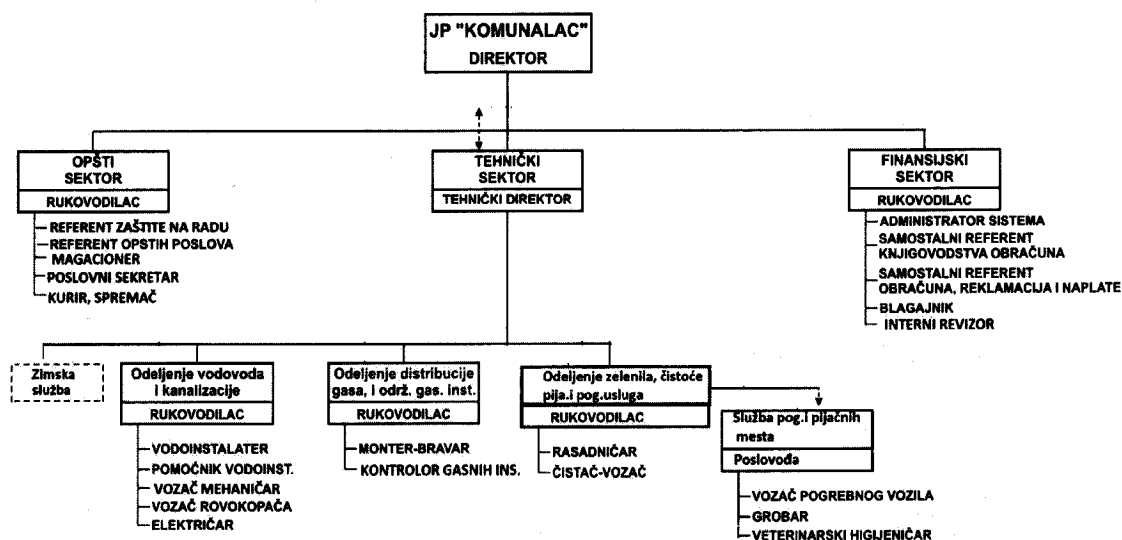 JP "KOMUNALAC"
DIREKTOR
OPŠTI
SEKTOR
RUKOVODILAC
REFERENT ZAŠTITE NA RADU
REFERENT OPSTIH POSLOVA
MAGACIONER
POSLOVNI SEKRETAR
KURIR, SPREMAČ
TEHNIČKI
SEKTOR
TEHNIČKI DIREKTOR
FINANSIJSKI
SEKTOR
RUKOVODILAC
ADMINISTRATOR SISTEMA
SAMOSTALNI REFERENT
KNJIGOVODSTVA OBRAČUNA
SAMOSTALNI REFERENT
OBRAČUNA, REKLAMACIJA I NAPLATE
BLAGAJNIK
INTERNI REVIZOR
Zimska
služba
Odeljenje vodovoda
i kanalizacije
RUKOVODILAC
VODOINSTALATER
POMOĆNIK VODOINST.
VOZAČ MEHANIČAR
VOZAČ ROVOKOPAČA
ELEKTRIČAR
Odeljenje distribucije
gasa, i održ. gas. inst.
RUKOVODILAC
MONTER-BRAVAR
KONTROLOR GASNIH INS.
Odeljenje zelenila, čistoće
pija.i pog.usluga
RUKOVODILAC
RASADNIČAR
ČISTAČ-VOZAČ
Služba pog.i pijačnih
mesta
Poslovođa
VOZAČ POGREBNOG VOZILA
GROBAR
VETERINARSKI HIGIJENIČAR